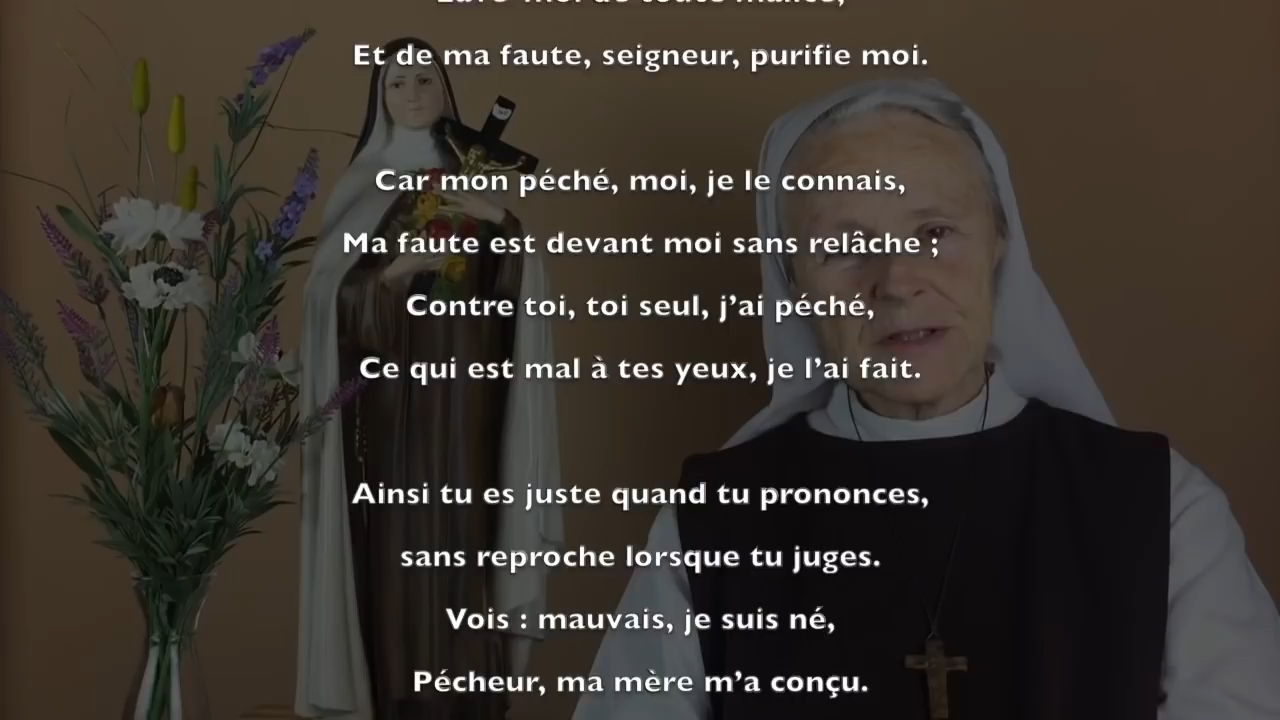 Et de ma faute, seigneur, purifie moi.
Car mon péché, moi, je le connais,
Ma faute est devant moi sans relâche ;
Contre toi, toi seul, j’ai péché,
Ce qui est mal à tes yeux, je l’ai fait.
Ainsi tu es juste quand tu prononces,
sans reproche lorsque tu juges.
Vois : mauvais, je suis né,
Pécheur, ma mère m’a conçu.